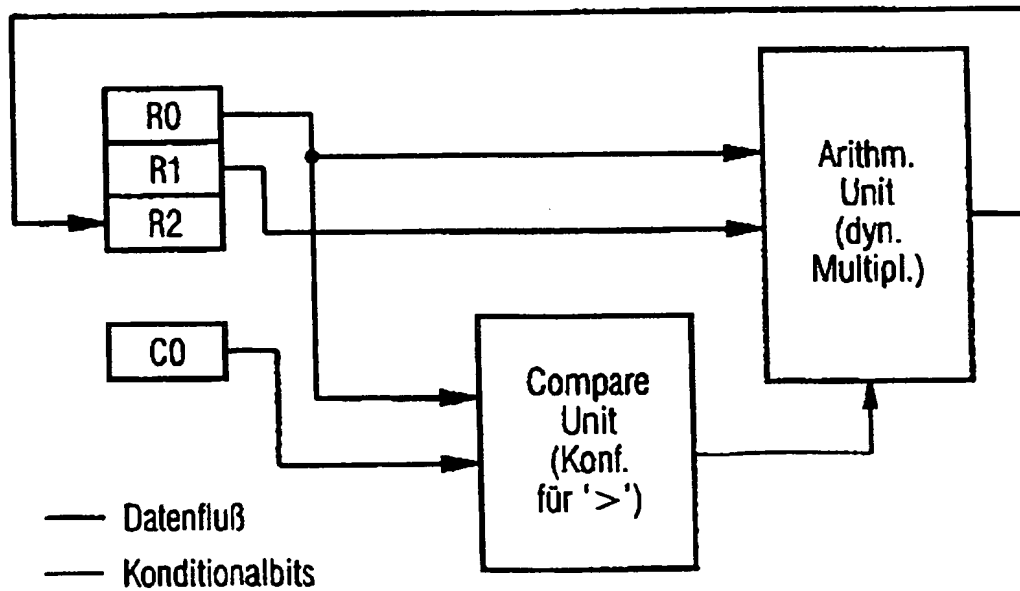 R0
R1
R2
C0
Arithm.
Unit
(dyn.
Multipl.)
Compare
Unit
(Konf.
für '>')
Datenfluß
Konditionalbits